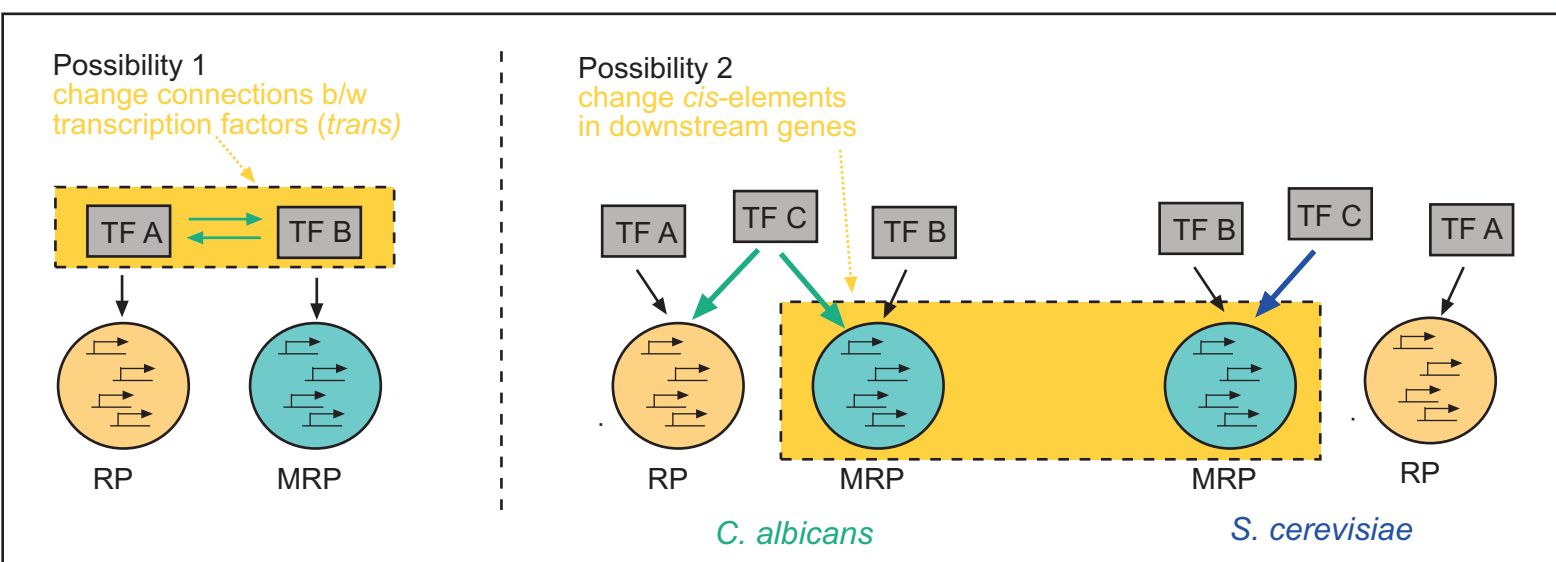 Possibility 1
change connections b/w
transcription factors (trans)
TF A
TF B
RP
MRP
Possibility 2
change cis-elements
in downstream genes
TF A
TF C
TF B
TF B
TF C
TF A
RP
MRP
MRP
RP
C. albicans
S. cerevisiae